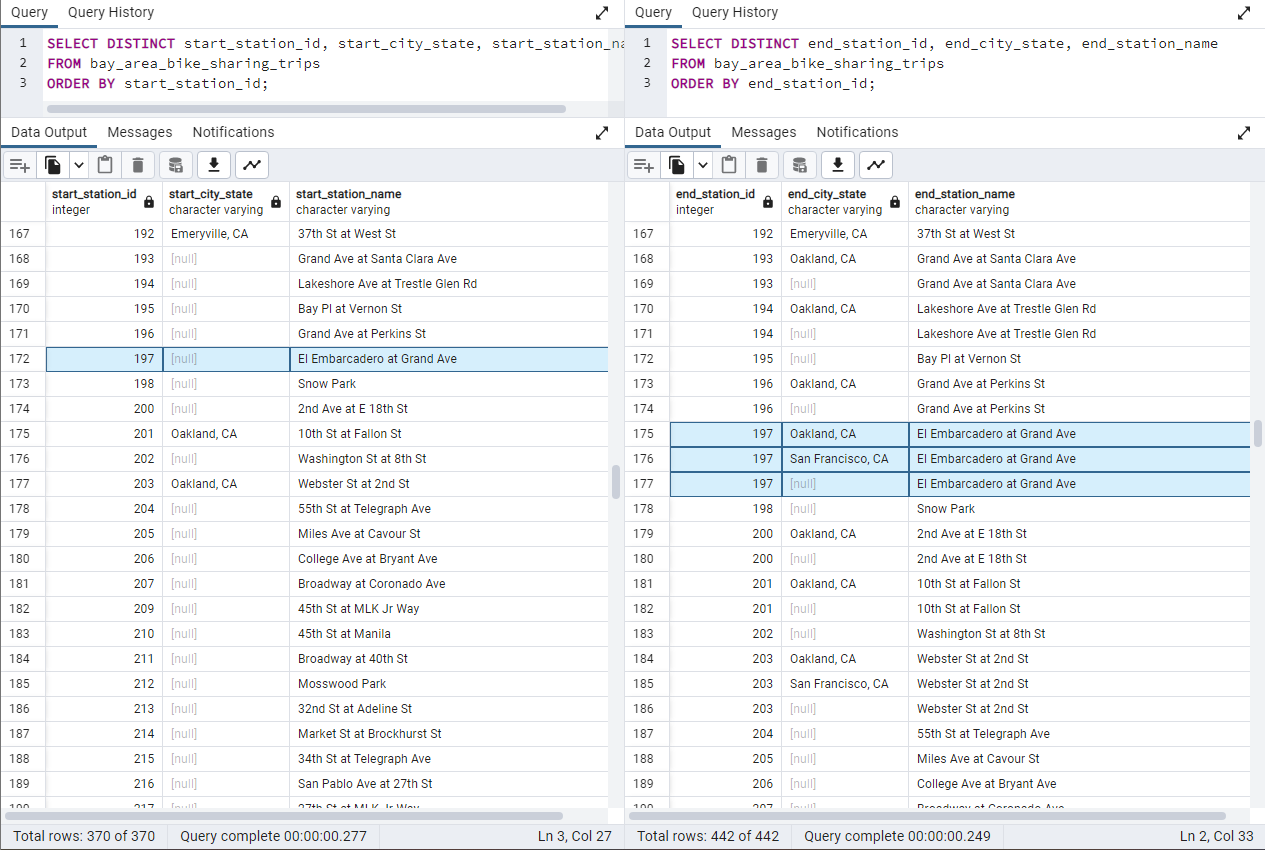 Query Query History
1 SELECT DISTINCT start_station_id, start_city_state, start_station_na
2 FROM bay_area_bike_sharing_trips
3 ORDER BY start_station_id;
Data Output Messages Notifications
start_station_id integer start_city_state character varying start_station_name character varying
167 192 Emeryville, CA 37th St at West St
168 193 [null] Grand Ave at Santa Clara Ave
169 194 [null] Lakeshore Ave at Trestle Glen Rd
170 195 [null] Bay Pl at Vernon St
171 196 [null] Grand Ave at Perkins St
172 197 [null] El Embarcadero at Grand Ave
173 198 [null] Snow Park
174 200 [null] 2nd Ave at E 18th St
175 201 Oakland, CA 10th St at Fallon St
176 202 [null] Washington St at 8th St
177 203 Oakland, CA Webster St at 2nd St
178 204 [null] 55th St at Telegraph Ave
179 205 [null] Miles Ave at Cavour St
180 206 [null] College Ave at Bryant Ave
181 207 [null] Broadway at Coronado Ave
182 209 [null] 45th St at MLK Jr Way
183 210 [null] 45th St at Manila
184 211 [null] Broadway at 40th St
185 212 [null] Mosswood Park
186 213 [null] 32nd St at Adeline St
187 214 [null] Market St at Brockhurst St
188 215 [null] 34th St at Telegraph Ave
189 216 [null] San Pablo Ave at 27th St
190 217 [null] 27th St at MLK Jr Way
Total rows: 370 of 370 Query complete 00:00:00.277 Ln 3, Col 27
Query Query History
1 SELECT DISTINCT end_station_id, end_city_state, end_station_name
2 FROM bay_area_bike_sharing_trips
3 ORDER BY end_station_id;
Data Output Messages Notifications
end_station_id integer end_city_state character varying end_station_name character varying
167 192 Emeryville, CA 37th St at West St
168 193 Oakland, CA Grand Ave at Santa Clara Ave
169 193 [null] Grand Ave at Santa Clara Ave
170 194 Oakland, CA Lakeshore Ave at Trestle Glen Rd
171 194 [null] Lakeshore Ave at Trestle Glen Rd
172 195 [null] Bay Pl at Vernon St
173 196 Oakland, CA Grand Ave at Perkins St
174 196 [null] Grand Ave at Perkins St
175 197 Oakland, CA El Embarcadero at Grand Ave
176 197 San Francisco, CA El Embarcadero at Grand Ave
177 197 [null] El Embarcadero at Grand Ave
178 198 [null] Snow Park
179 200 Oakland, CA 2nd Ave at E 18th St
180 200 [null] 2nd Ave at E 18th St
181 201 Oakland, CA 10th St at Fallon St
182 201 [null] 10th St at Fallon St
183 202 [null] Washington St at 8th St
184 203 Oakland, CA Webster St at 2nd St
185 203 San Francisco, CA Webster St at 2nd St
186 203 [null] Webster St at 2nd St
187 204 [null] 55th St at Telegraph Ave
188 205 [null] Miles Ave at Cavour St
189 206 [null] College Ave at Bryant Ave
190 207 [null] Broadway at Coronado Ave
Total rows: 442 of 442 Query complete 00:00:00.249 Ln 2, Col 33